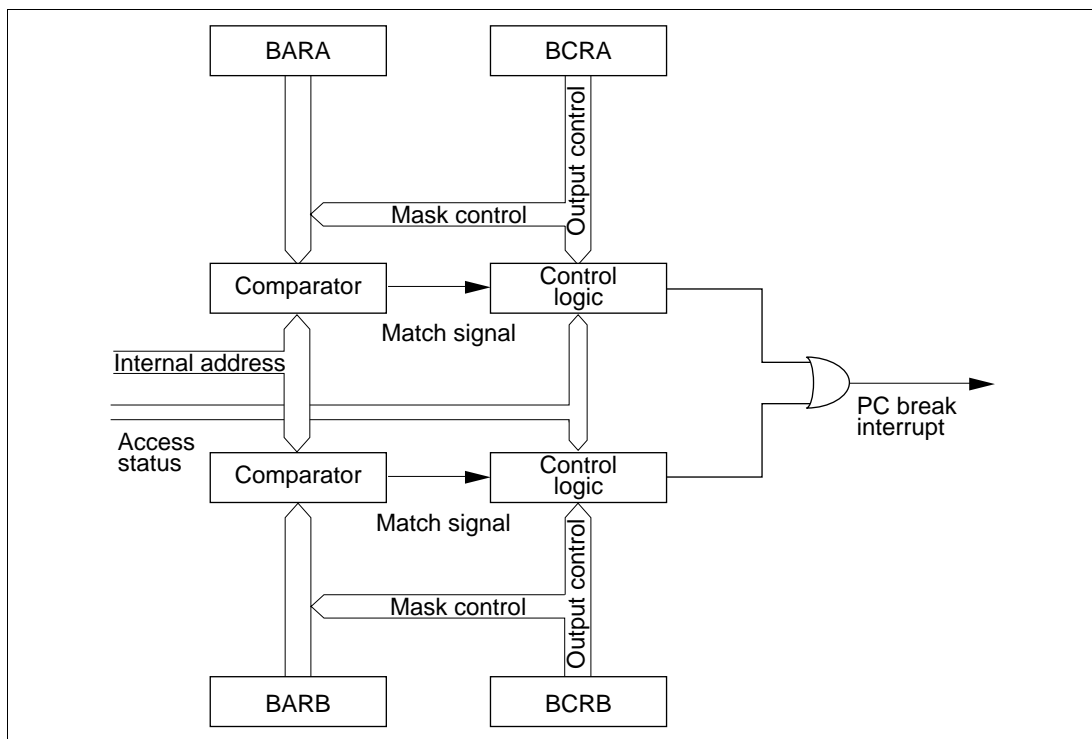 BARA
BCRA
Output control
Mask control
Comparator
Control
logic
Match signal
Internal address
Access
status
PC break
interrupt
Comparator
Control
logic
Match signal
Mask control
Output control
BARB
BCRB